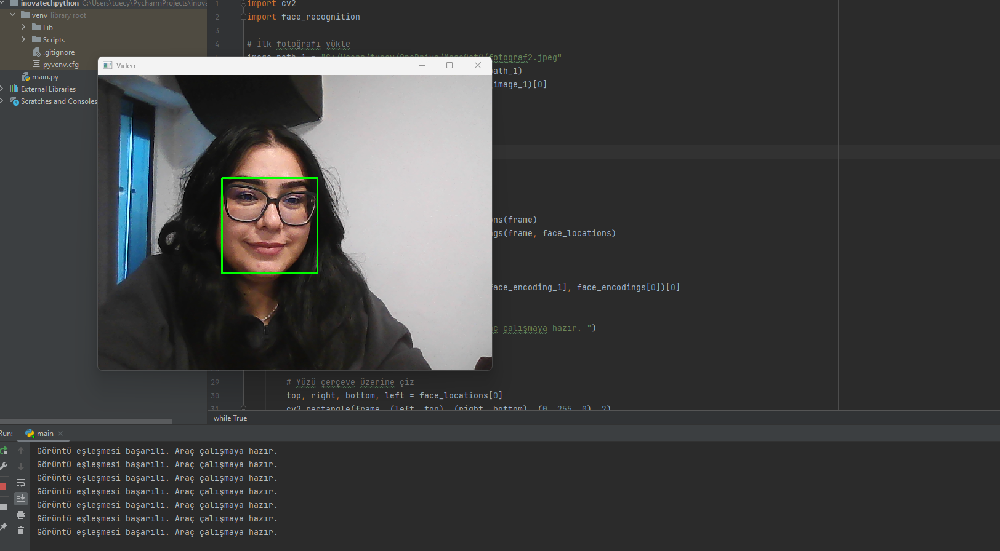 inovatechpython C:\Users\tuecy\PycharmProjects\inova
venv library root
Lib
Scripts
.gitignore
pyvenv.cfg
main.py
External Libraries
Scratches and Consoles
1 import cv2
2 import face_recognition
3
4 # İlk fotoğrafı yükle
image_path_1 = "C:/Users/tuecy/OneDrive/Masaüstü/fotograf2.jpeg"
Video
path_1)
image_1)[0]
ns(frame)
gs(frame, face_locations)
face_encoding_1], face_encodings[0])[0]
ç çalışmaya hazır. ")
29 # Yüzü çerçeve üzerine çiz
30 top, right, bottom, left = face_locations[0]
31 cv2.rectangle(frame, (left, top), (right, bottom), (0, 255, 0), 2)
while True
Run: main
Görüntü eşleşmesi başarılı. Araç çalışmaya hazır.
Görüntü eşleşmesi başarılı. Araç çalışmaya hazır.
Görüntü eşleşmesi başarılı. Araç çalışmaya hazır.
Görüntü eşleşmesi başarılı. Araç çalışmaya hazır.
Görüntü eşleşmesi başarılı. Araç çalışmaya hazır.
Görüntü eşleşmesi başarılı. Araç çalışmaya hazır.
Görüntü eşleşmesi başarılı. Araç çalışmaya hazır.